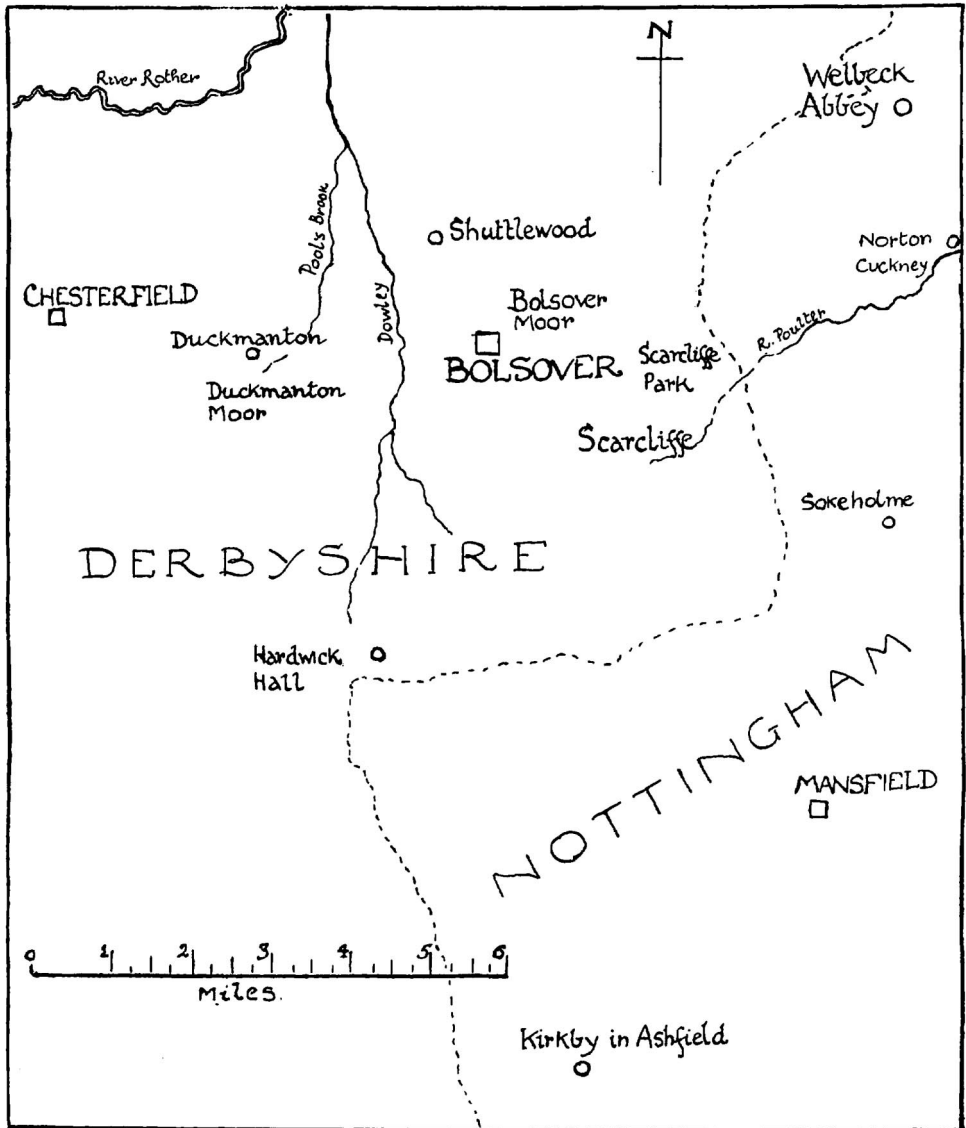 N
River Rother
Welbeck
Abbey
Pool's Brook
Shuttlewood
Norton
Cuckney
CHESTERFIELD
Dowley
Bolsover
Moor
R. Poulter
Duckmanton
BOLSOVER
Scarcliffe
Park
Duckmanton
Moor
Scarcliffe
Sokeholme
DERBYSHIRE
Hardwick
Hall
NOTTINGHAM
MANSFIELD
0 1 2 3 4 5 6
Miles.
Kirkby in Ashfield